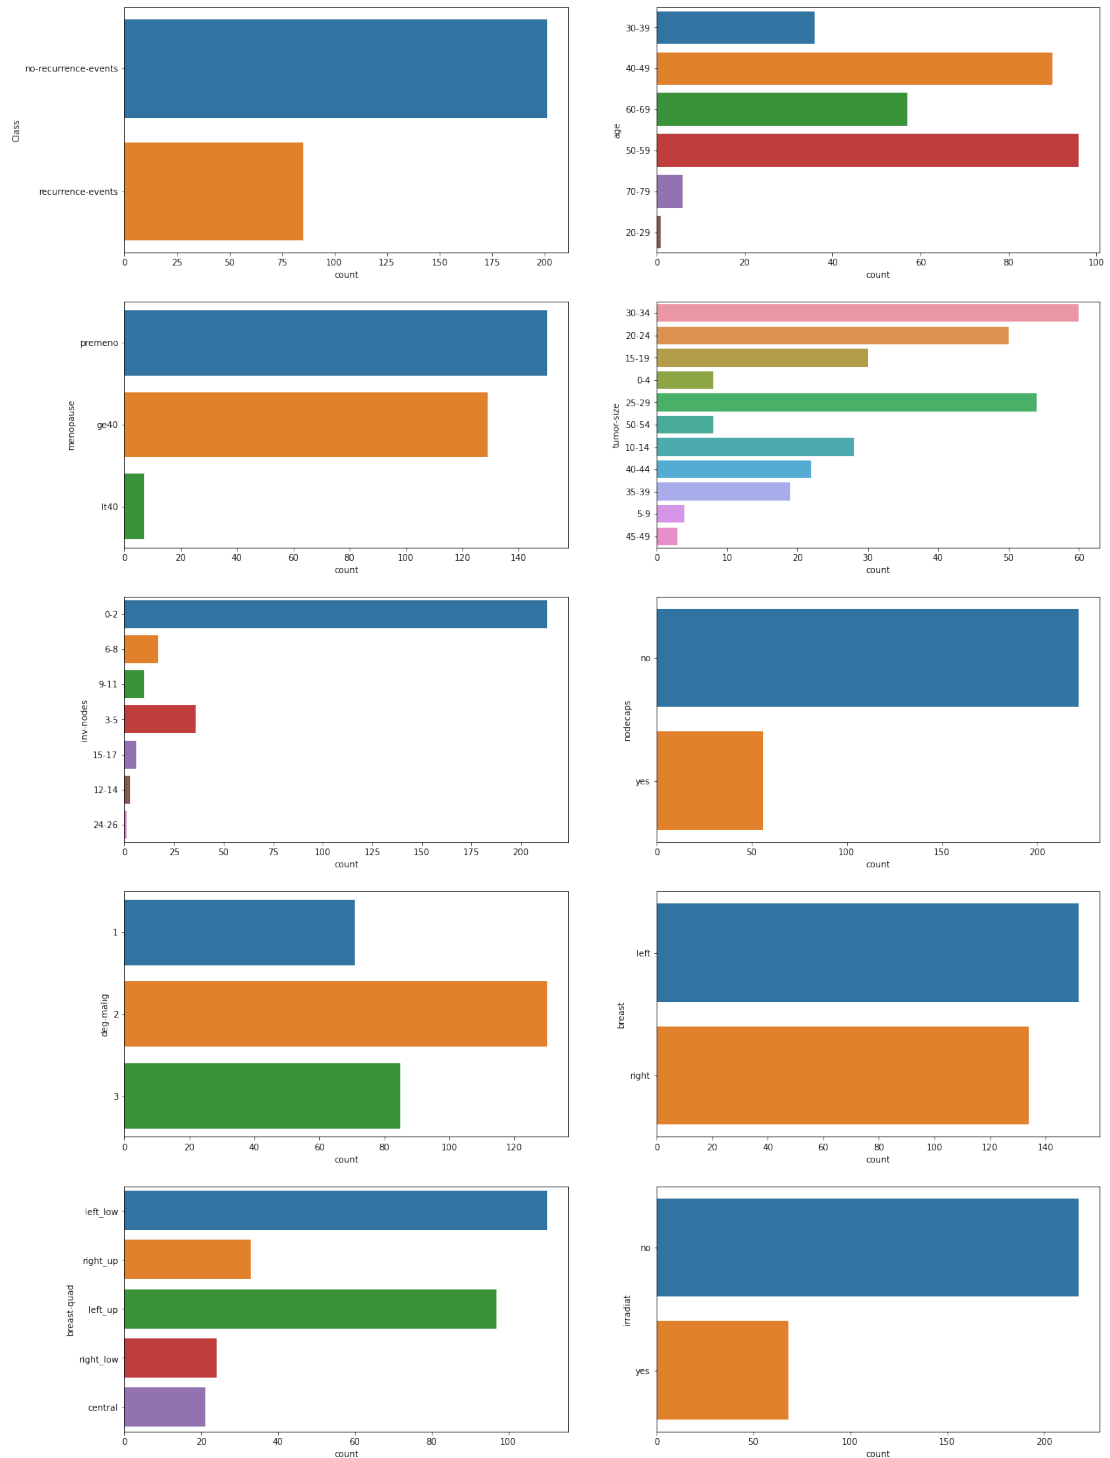 no-recurrence-events
recurrence-events
Class
0 25 50 75 100 125 150 175 200
count
30-39
40-49
60-69
50-59
70-79
20-29
age
0 20 40 60 80 100
count
premeno
ge40
lt40
menopause
0 20 40 60 80 100 120 140
count
30-34
20-24
15-19
0-4
25-29
50-54
10-14
40-44
35-39
5-9
45-49
tumor-size
0 10 20 30 40 50 60
count
0-2
6-8
9-11
3-5
15-17
12-14
24-26
inv-nodes
0 25 50 75 100 125 150 175 200
count
no
yes
nodecaps
0 50 100 150 200
count
1
2
3
deg-malig
0 20 40 60 80 100 120
count
left
right
breast
0 20 40 60 80 100 120 140
count
left_low
right_up
left_up
right_low
central
breast-quad
0 20 40 60 80 100
count
no
yes
irradiat
0 50 100 150 200
count